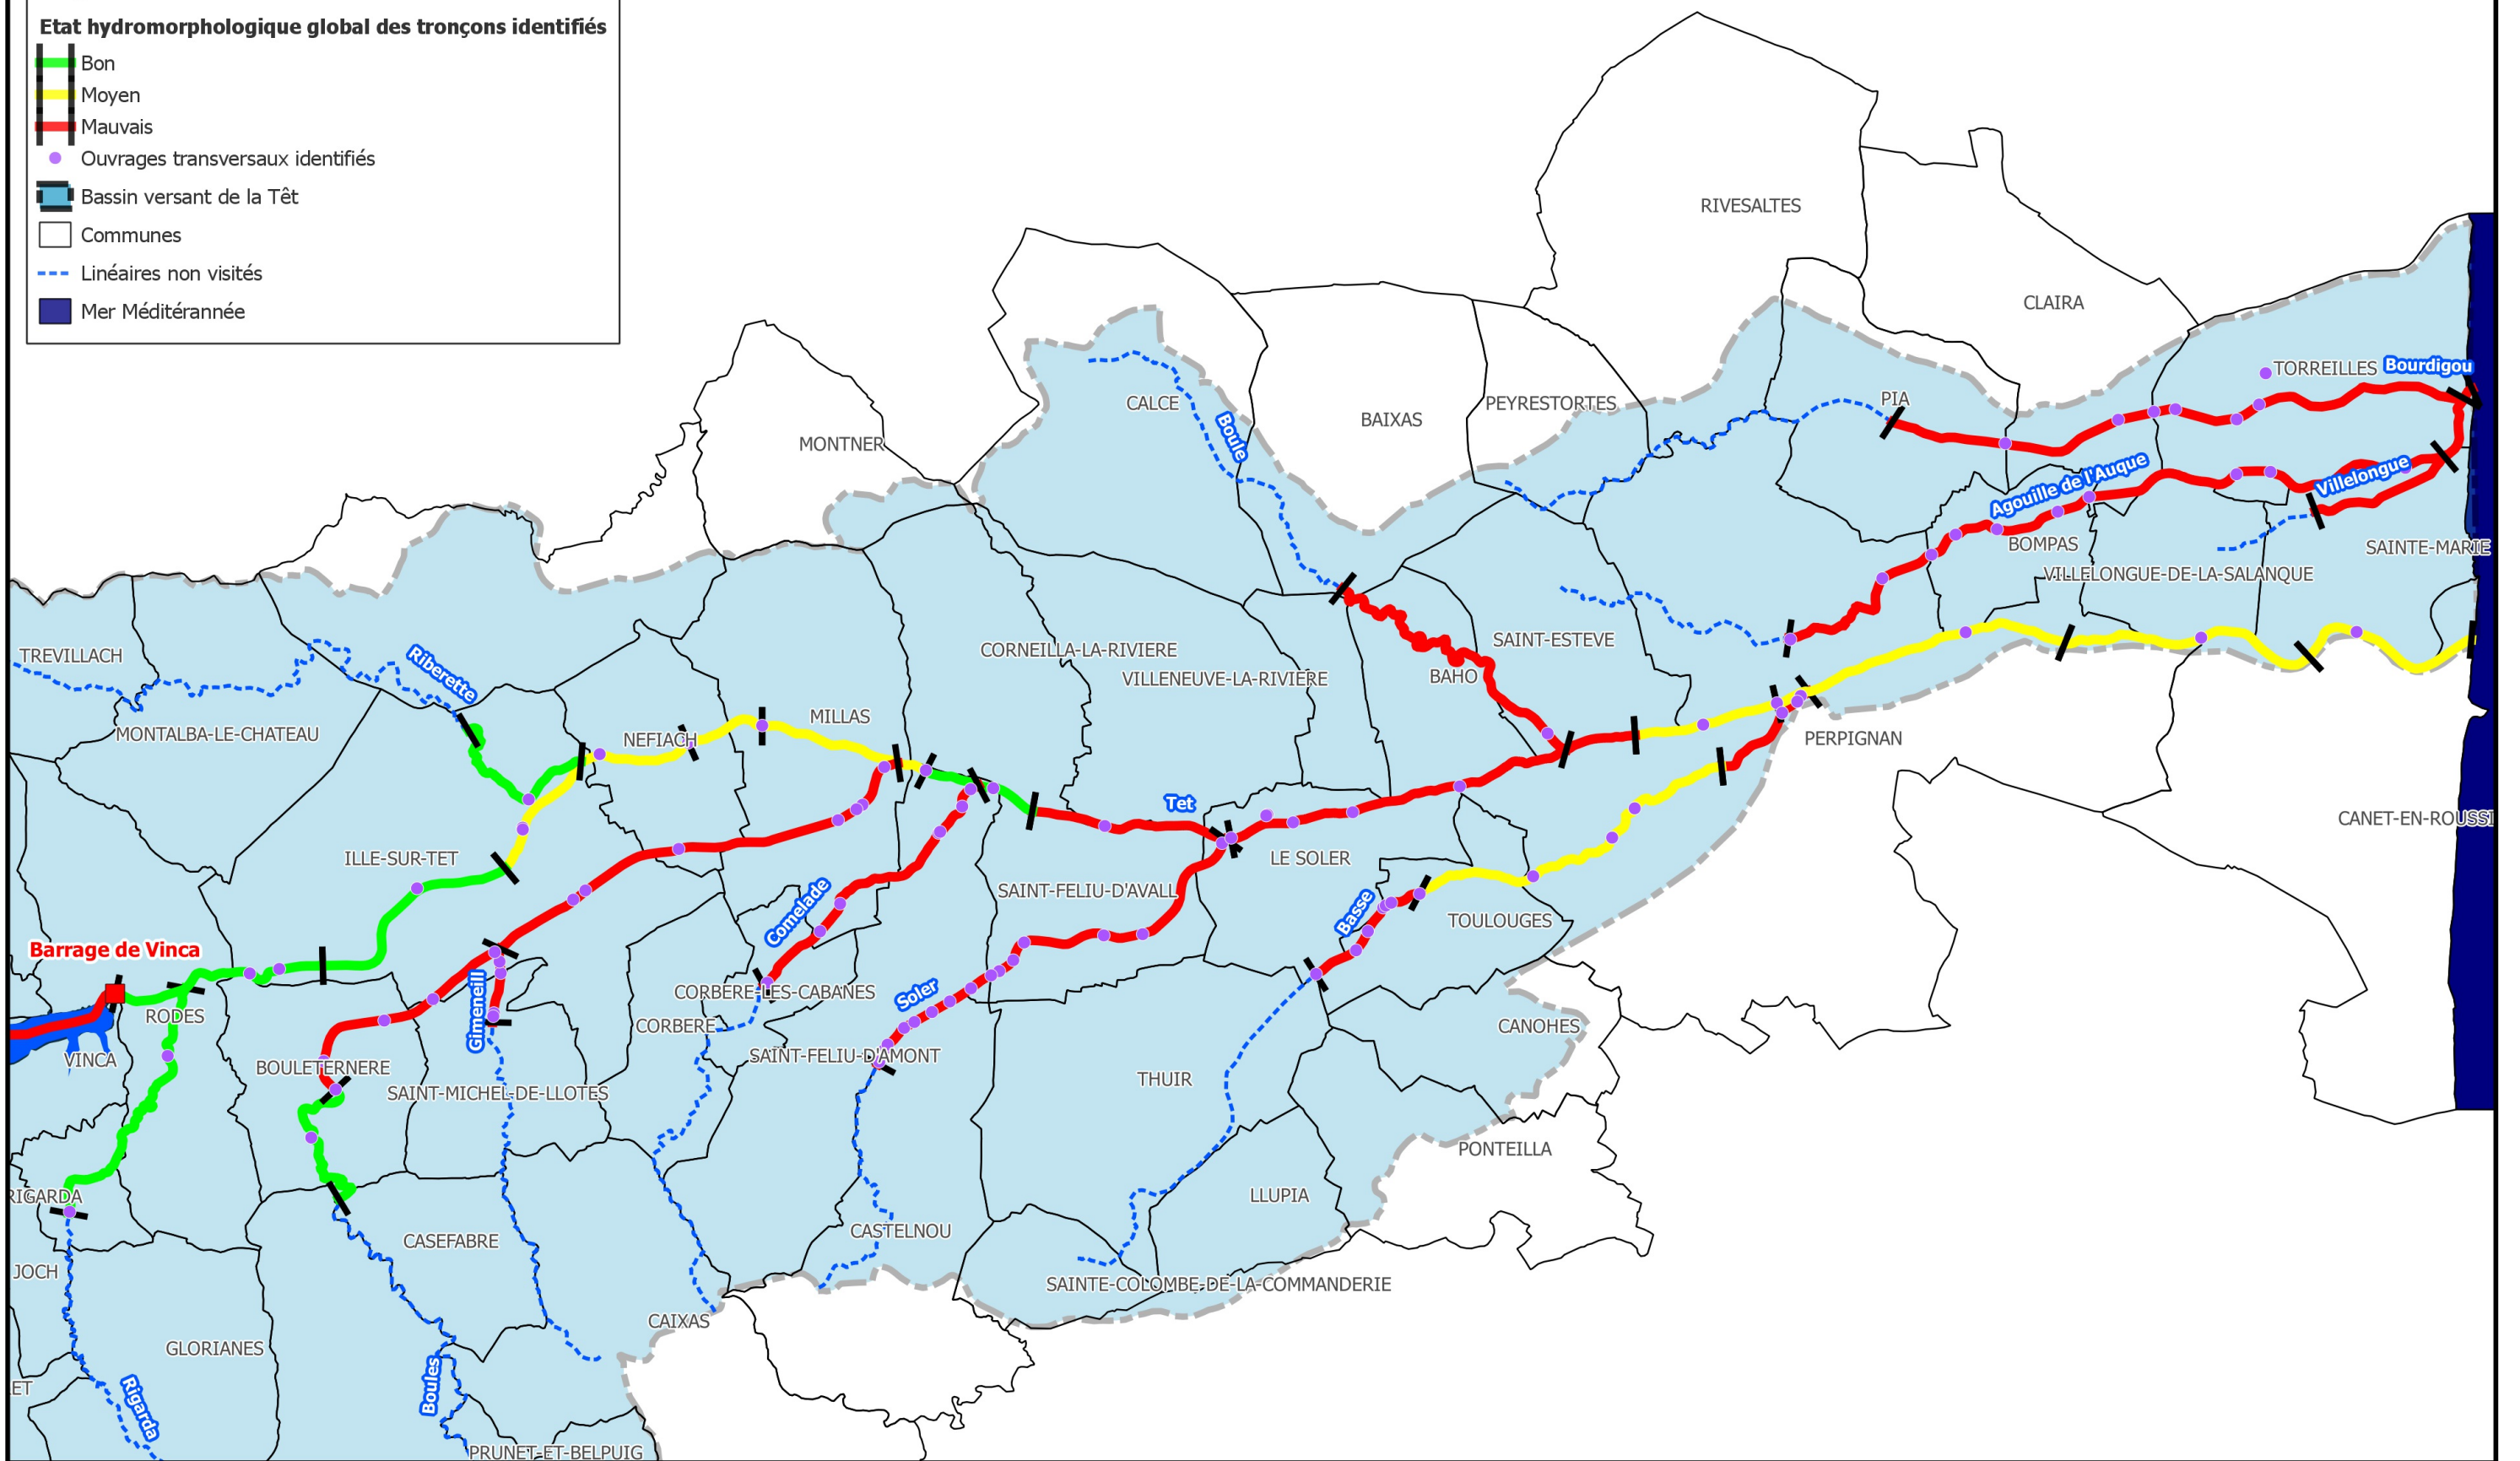 Etat hydromorphologique global des tronçons identifiés
Bon
Moyen
Mauvais
Ouvrages transversaux identifiés
Bassin versant de la Têt
Communes
Linéaires non visités
Mer Méditérannée
RIVESALTES
CLAIRA
TORREILLES
Bourdigou
CALCE
PIA
PEYRESTORTES
BAIXAS
Boule
MONTNER
Agouille de l'Auque
Villelongue
BOMPAS
SAINTE-MARIE
VILLELONGUE-DE-LA-SALANQUE
SAINT-ESTEVE
CORNEILLA-LA-RIVIERE
TREVILLACH
Riberette
BAHO
VILLENEUVE-LA-RIVIERE
MILLAS
MONTALBA-LE-CHATEAU
NEFIACH
PERPIGNAN
Tet
CANET-EN-ROUSSI
ILLE-SUR-TET
LE SOLER
SAINT-FELIU-D'AVALL
Comelade
Basse
TOULOUGES
Barrage de Vinca
CORBERE-LES-CABANES
Soler
Gimeneill
RODES
CORBERE
CANOHES
VINCA
SAINT-FELIU-D'AMONT
BOULETERNERE
THUIR
SAINT-MICHEL-DE-LLOTES
PONTEILLA
RIGARDA
LLUPIA
CASTELNOU
CASEFABRE
JOCH
SAINTE-COLOMBE-DE-LA-COMMANDERIE
CAIXAS
GLORIANES
ET
Boules
Rigarda
PRUNET-ET-BELPUIG